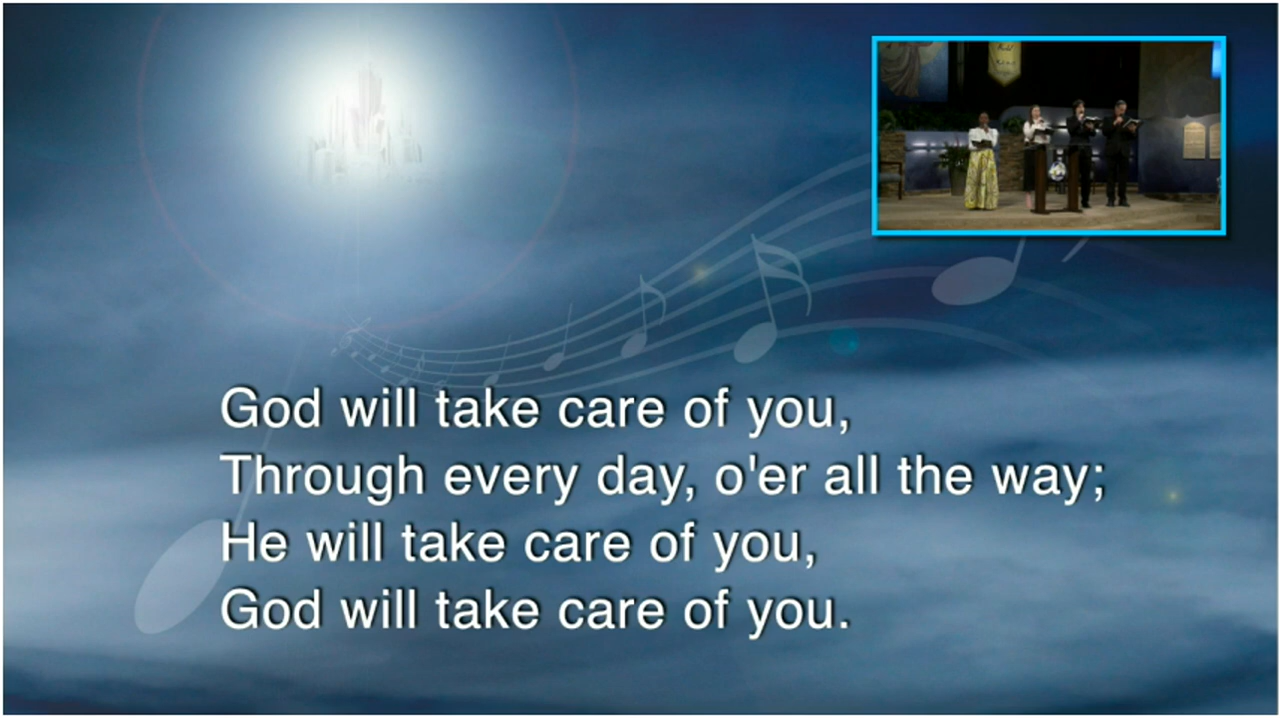 God will take care of you,
Through every day, o'er all the way;
He will take care of you,
God will take care of you.